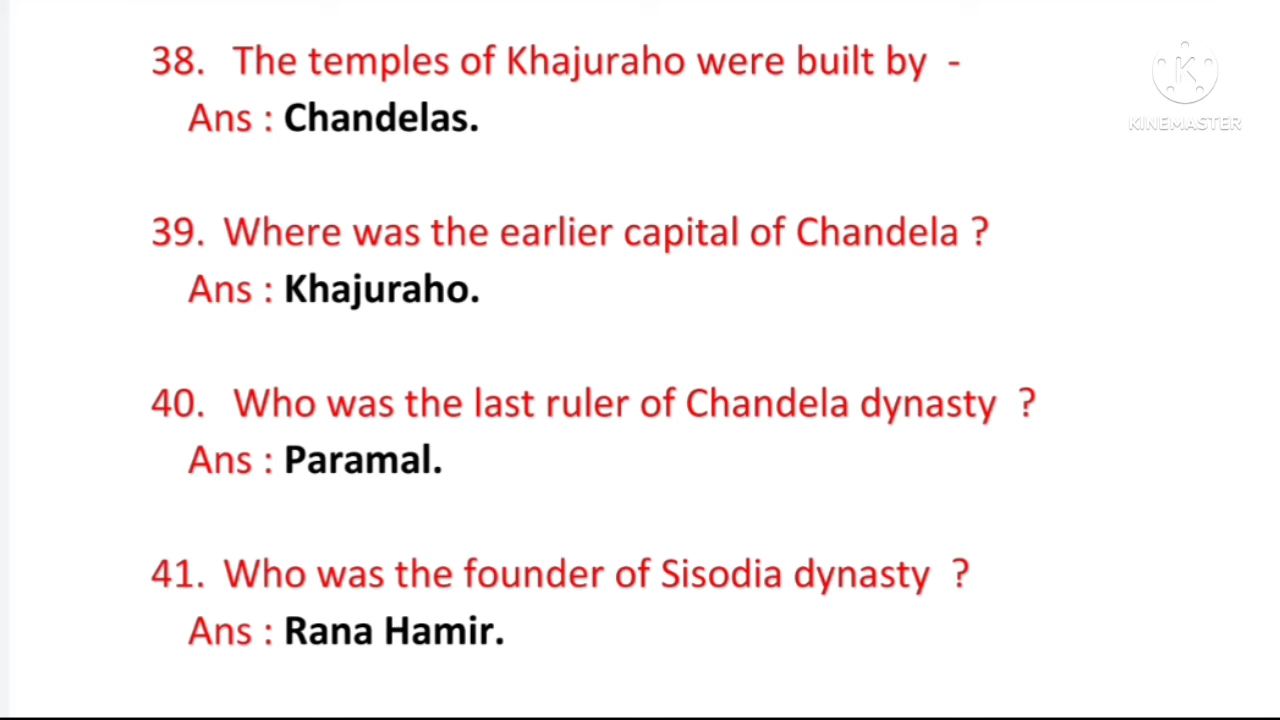 38. The temples of Khajuraho were built by -
Ans : Chandelas.
39. Where was the earlier capital of Chandela ?
Ans : Khajuraho.
40. Who was the last ruler of Chandela dynasty ?
Ans : Paramal.
41. Who was the founder of Sisodia dynasty ?
Ans : Rana Hamir.
K
KINEMASTER